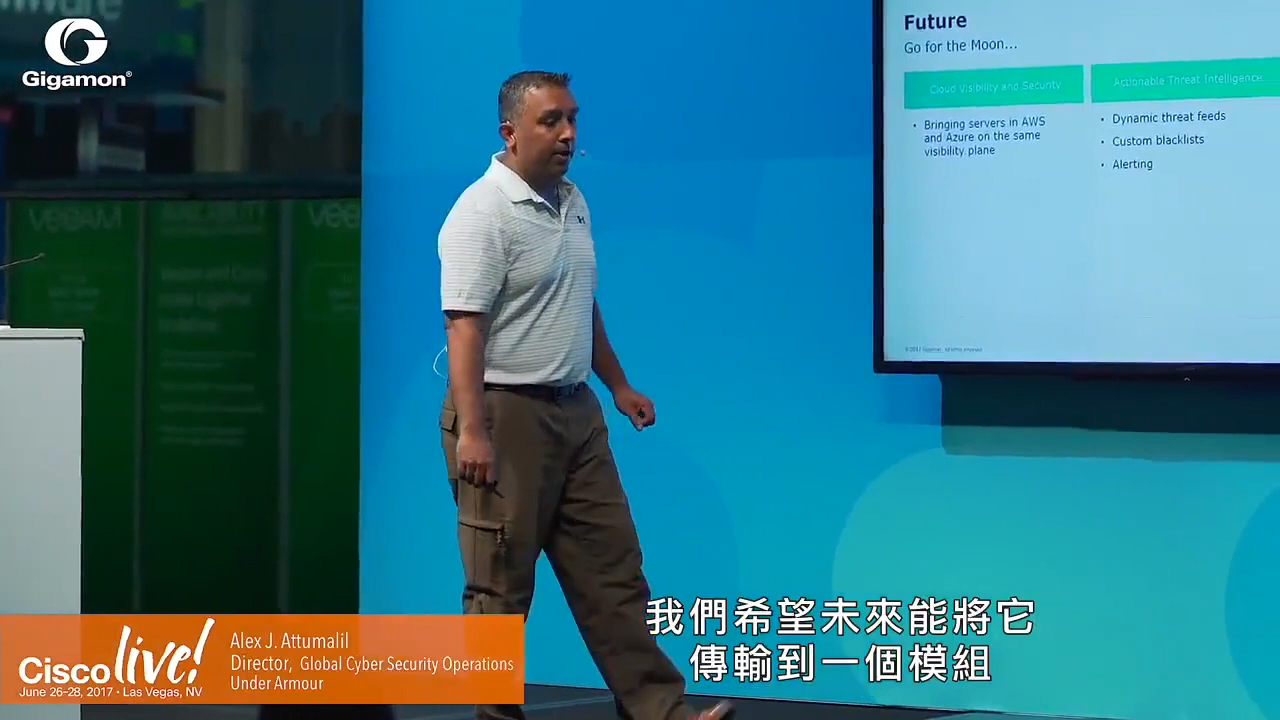 Gigamon®
Future
Go for the Moon...
Cloud Visibility and Security
• Bringing servers in AWS
and Azure on the same
visibility plane
Actionable Threat Intelligence...
• Dynamic threat feeds
• Custom blacklists
• Alerting
veeam
我們希望未來能將它
傳輸到一個模組
Cisco live!
June 26-28, 2017 • Las Vegas, NV
Alex J. Attumalil
Director, Global Cyber Security Operations
Under Armour